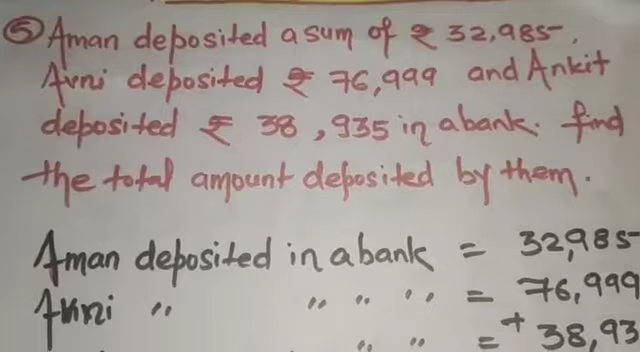 ⑤ Aman deposited a sum of ₹ 32,985,
Avni deposited ₹ 76,999 and Ankit
deposited ₹ 38,935 in a bank. find
the total amount deposited by them.
Aman deposited in a bank = 32,985
Avni " " " " = 76,999
" " = + 38,93